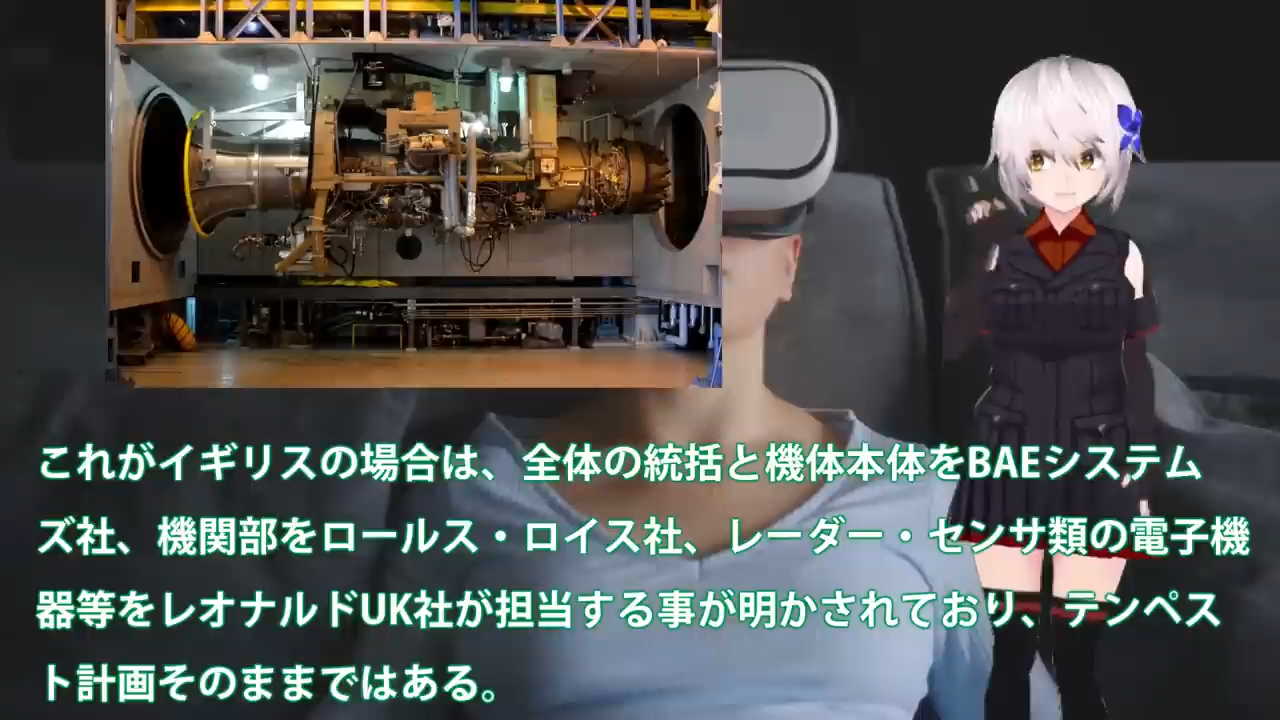 これがイギリスの場合は、全体の統括と機体本体をBAEシステム
ズ社、機関部をロールス・ロイス社、レーダー・センサ類の電子機
器等をレオナルドUK社が担当する事が明かされており、テンペス
ト計画そのままではある。